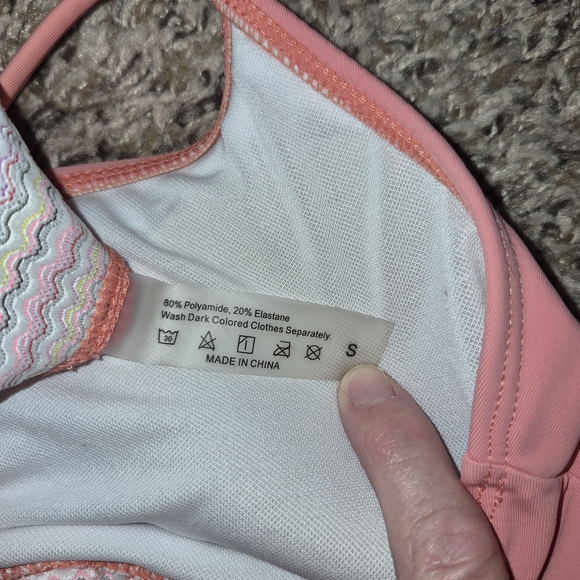 80% Polyamide, 20% Elastane
Wash Dark Colored Clothes Separately
30
S
MADE IN CHINA